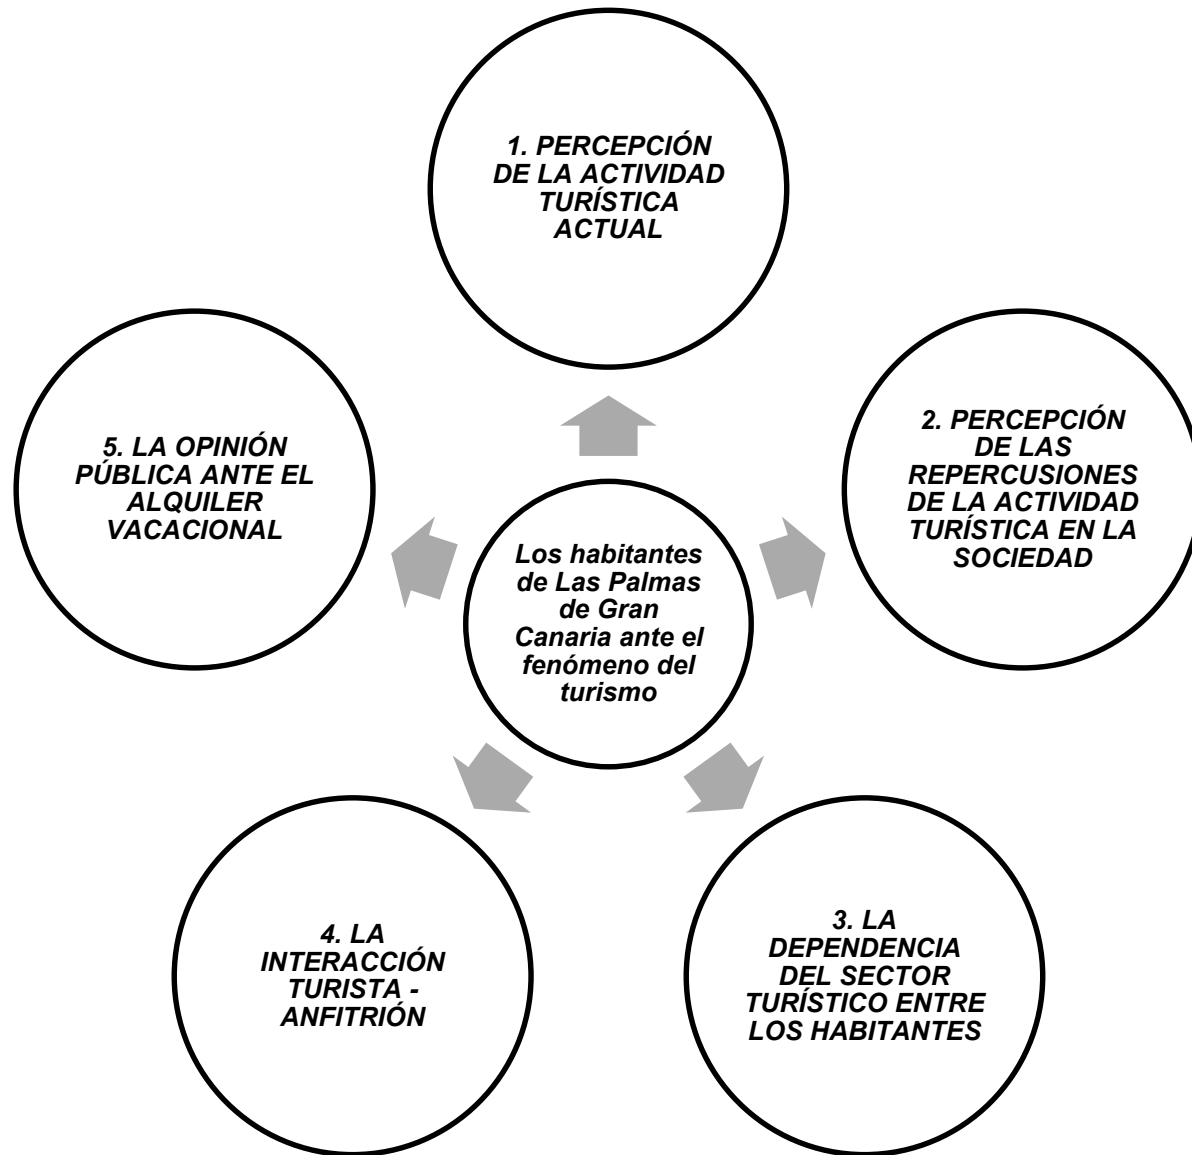 1. PERCEPCIÓN
DE LA ACTIVIDAD
TURÍSTICA
ACTUAL
2. PERCEPCIÓN
DE LAS
REPERCUSIONES
DE LA ACTIVIDAD
TURÍSTICA EN LA
SOCIEDAD
3. LA
DEPENDENCIA
DEL SECTOR
TURÍSTICO ENTRE
LOS HABITANTES
4. LA
INTERACCIÓN
TURISTA -
ANFITRIÓN
5. LA OPINIÓN
PÚBLICA ANTE EL
ALQUILER
VACACIONAL
Los habitantes
de Las Palmas
de Gran
Canaria ante el
fenómeno del
turismo